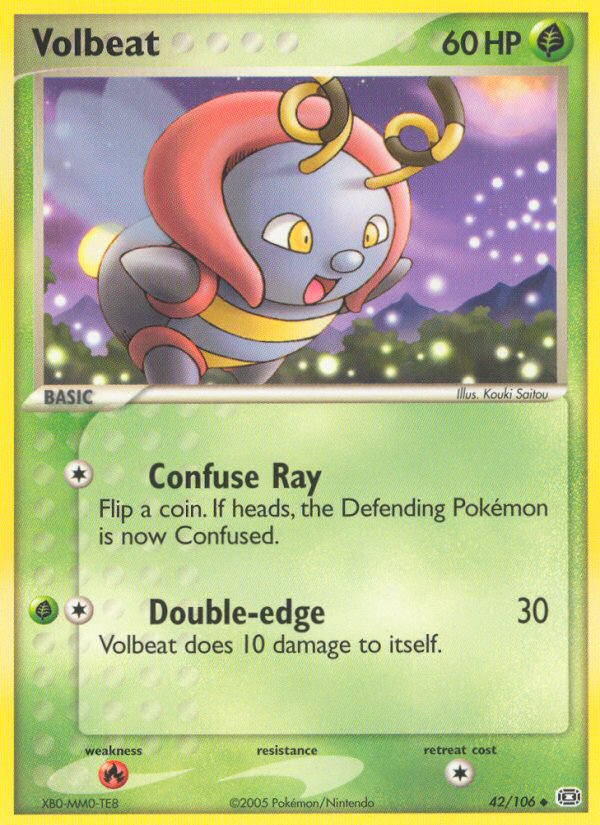 Volbeat 60 HP
BASIC
Illus. Kouki Saitou
Confuse Ray
Flip a coin. If heads, the Defending Pokémon
is now Confused.
Double-edge 30
Volbeat does 10 damage to itself.
weakness resistance retreat cost
XB0-MM0-TE8 ©2005 Pokémon/Nintendo 42/106